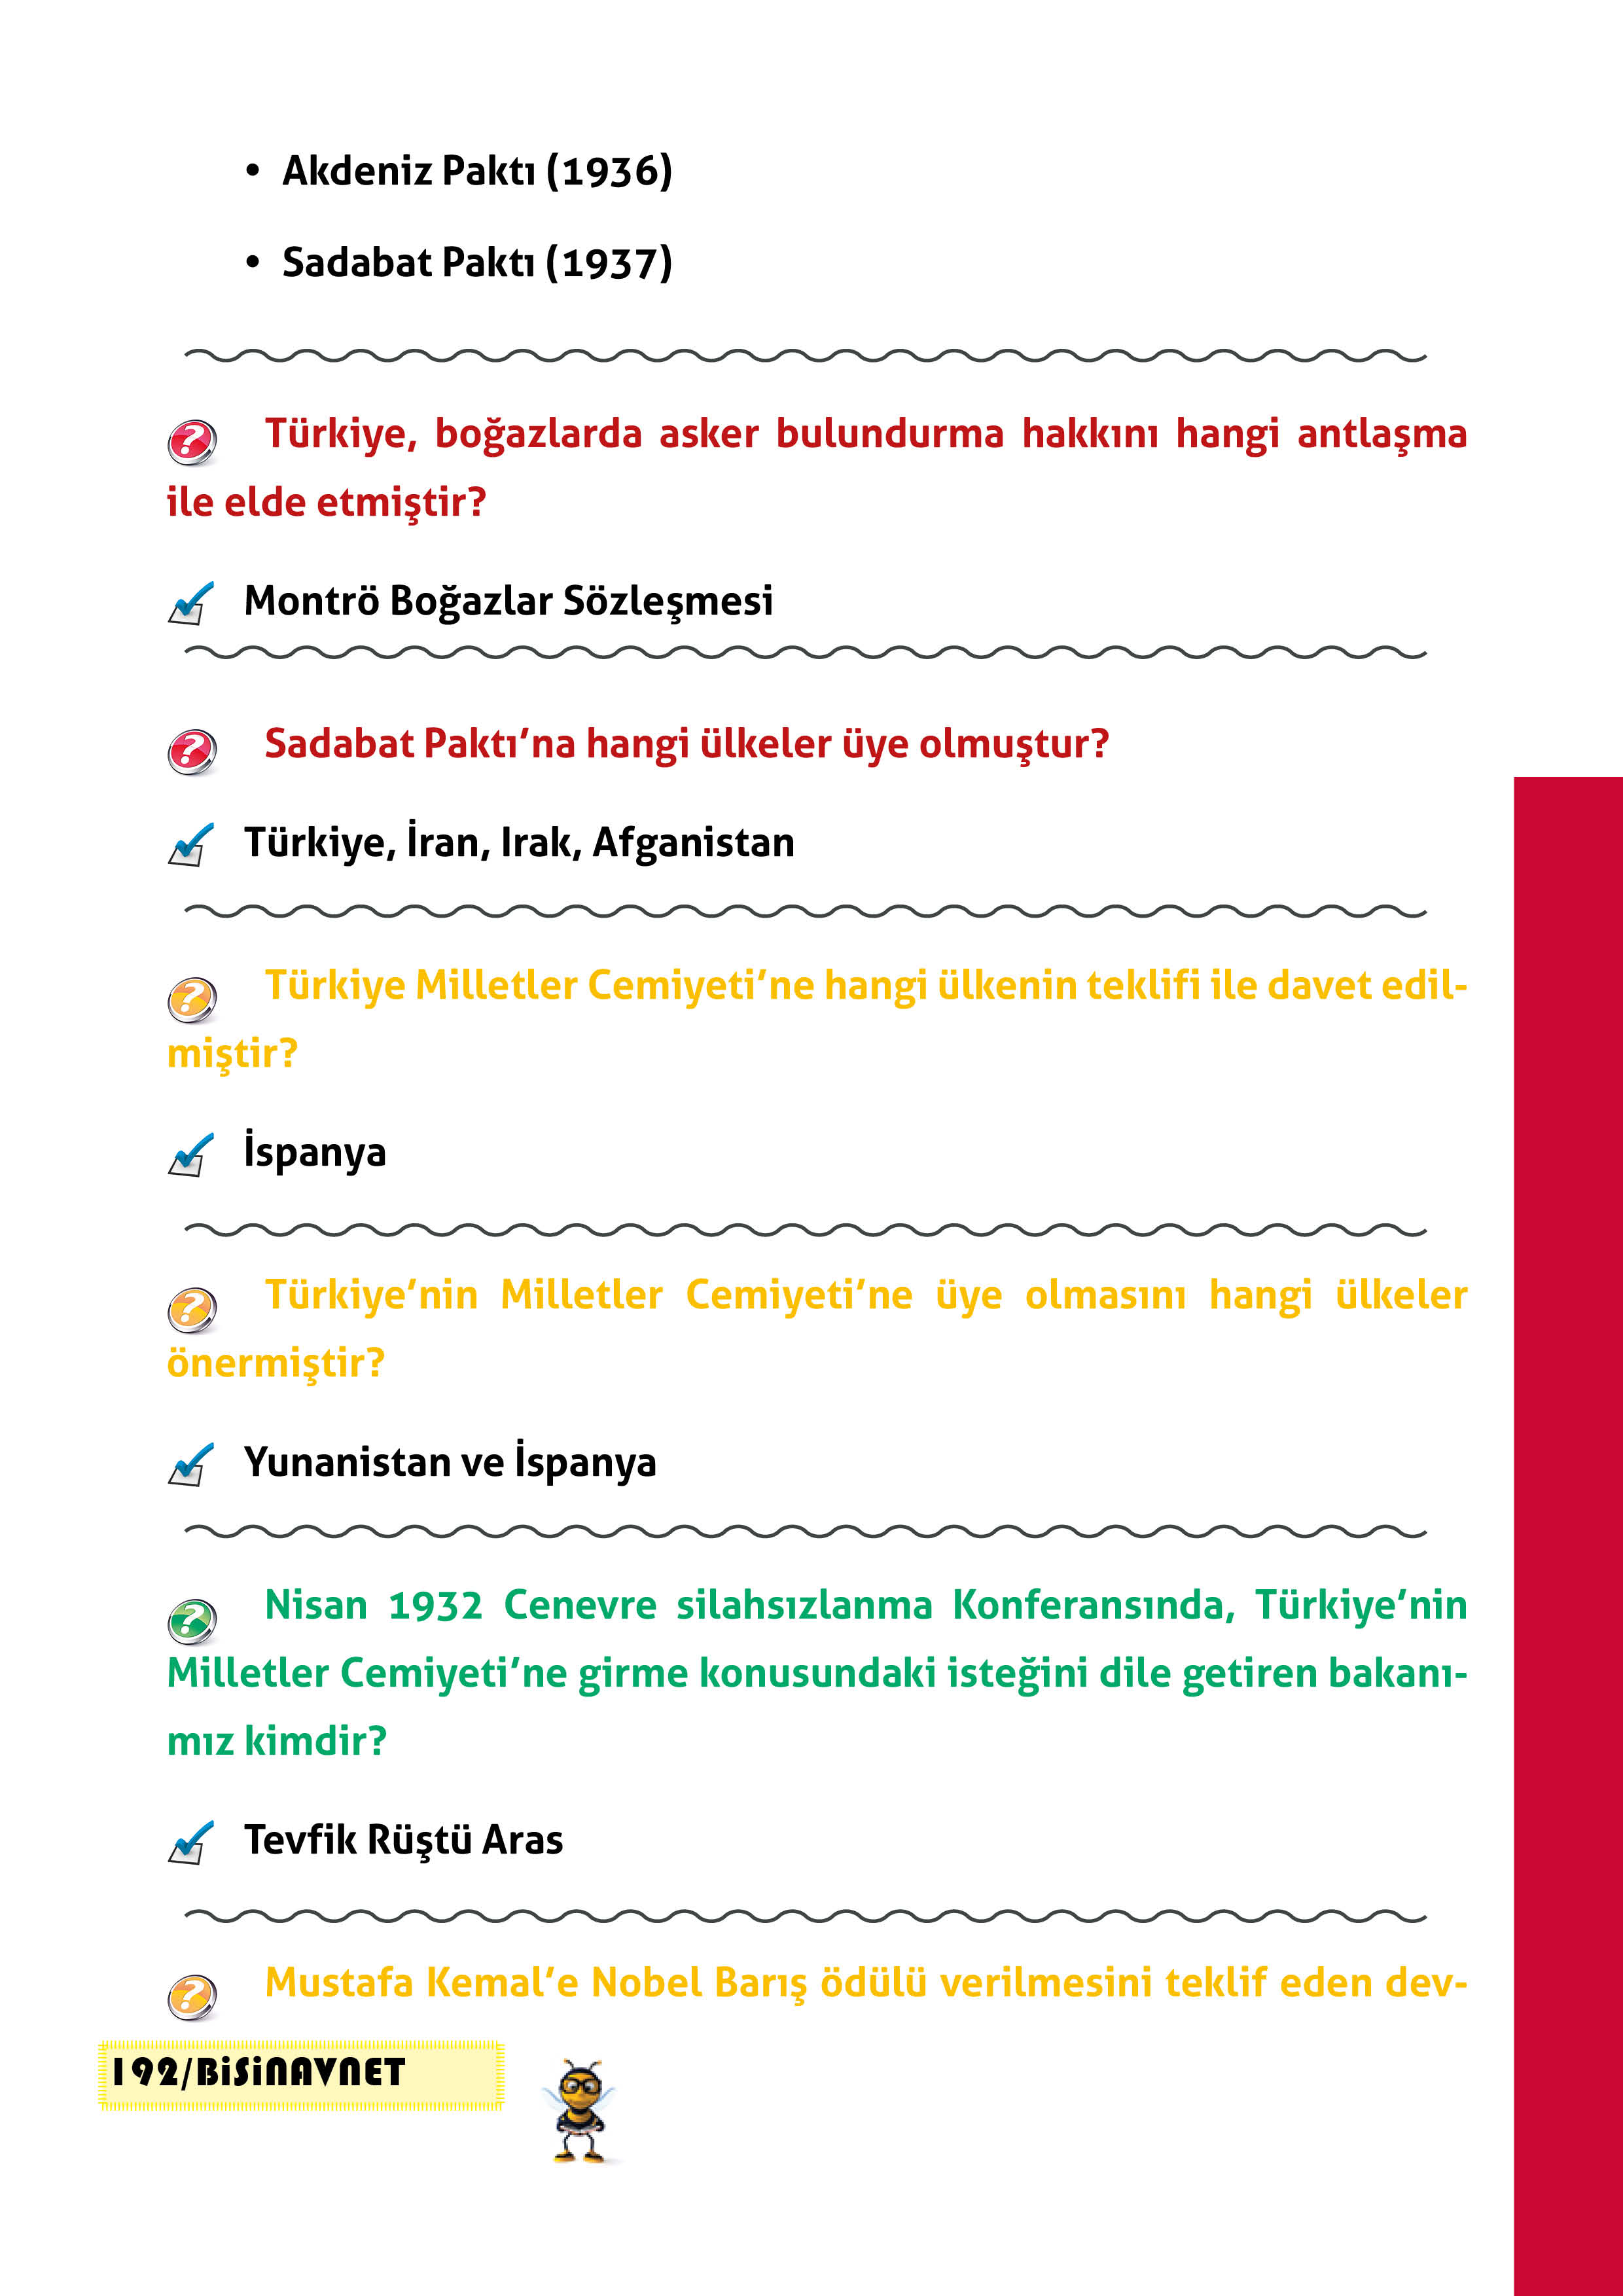 • Akdeniz Paktı (1936)
• Sadabat Paktı (1937)
Türkiye, boğazlarda asker bulundurma hakkını hangi antlaşma
ile elde etmiştir?
Montrö Boğazlar Sözleşmesi
Sadabat Paktı’na hangi ülkeler üye olmuştur?
Türkiye, İran, Irak, Afganistan
Türkiye Milletler Cemiyeti’ne hangi ülkenin teklifi ile davet edil-
miştir?
İspanya
Türkiye’nin Milletler Cemiyeti’ne üye olmasını hangi ülkeler
önermiştir?
Yunanistan ve İspanya
Nisan 1932 Cenevre silahsızlanma Konferansında, Türkiye’nin
Milletler Cemiyeti’ne girme konusundaki isteğini dile getiren bakanı-
mız kimdir?
Tevfik Rüştü Aras
Mustafa Kemal’e Nobel Barış ödülü verilmesini teklif eden dev-
192/BiSiNAVNET